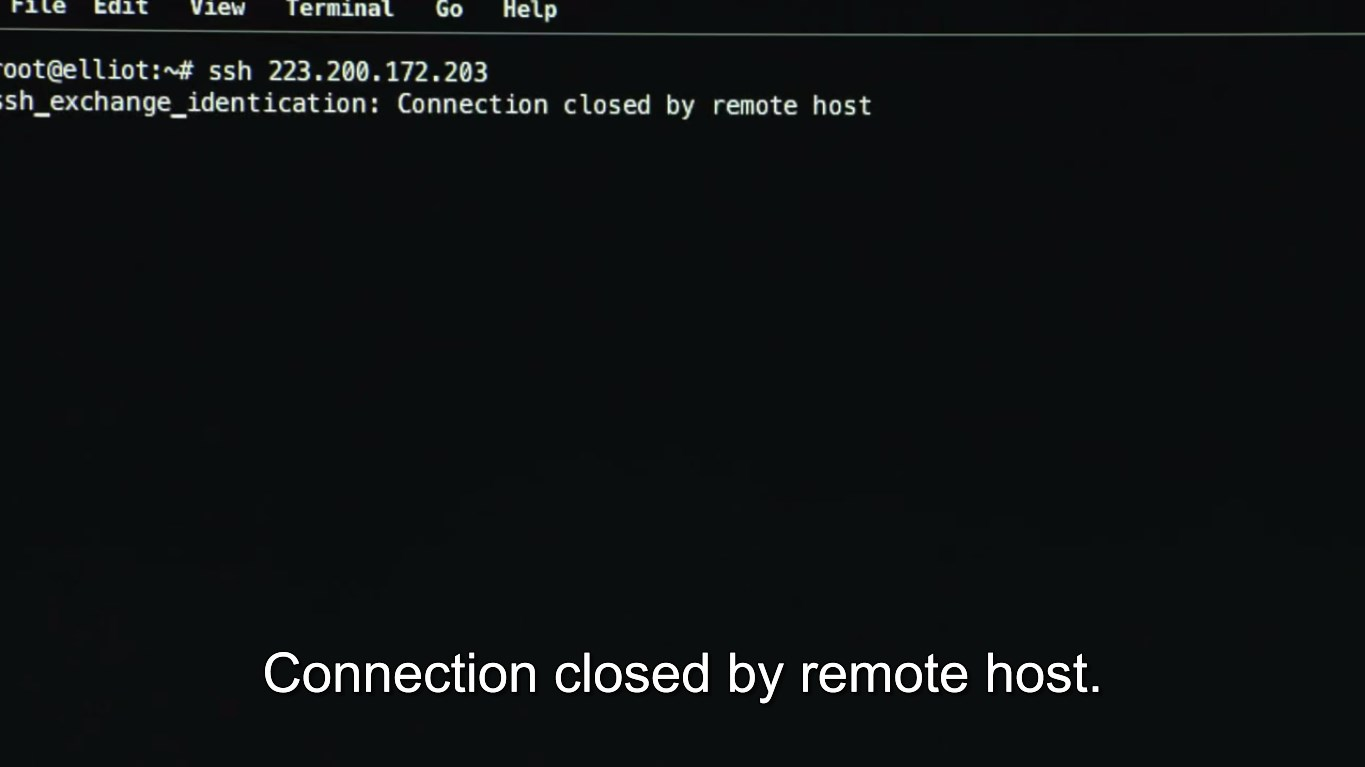 File Edit View Terminal Go Help
root@elliot:~# ssh 223.200.172.203
ssh_exchange_identication: Connection closed by remote host
Connection closed by remote host.